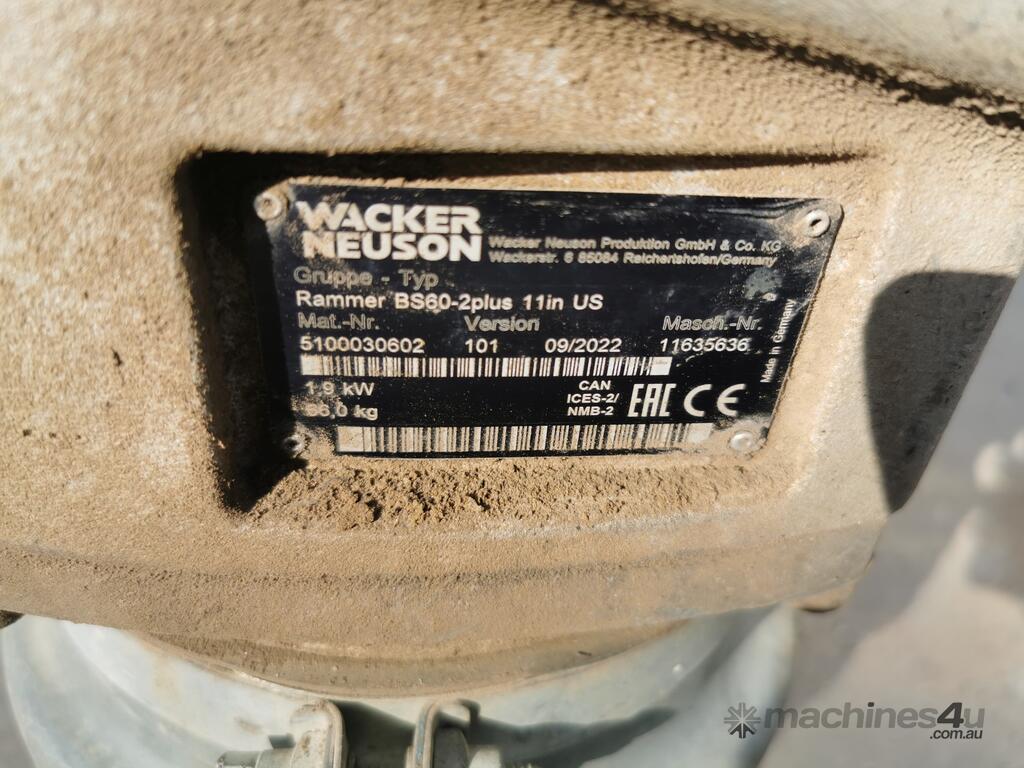 WACKER
NEUSON
Wacker Neuson Produktion GmbH & Co. KG
Wackerstr. 6 85084 Reichertshofen/Germany
Gruppe - Typ
Rammer BS60-2plus 11in US
Mat.-Nr. Version Masch.-Nr.
5100030602 101 09/2022 11635636
1.9 kW
kg
CAN
ICES-2/
NMB-2
EAC CE
Made in Germany
machines4u
.com.au